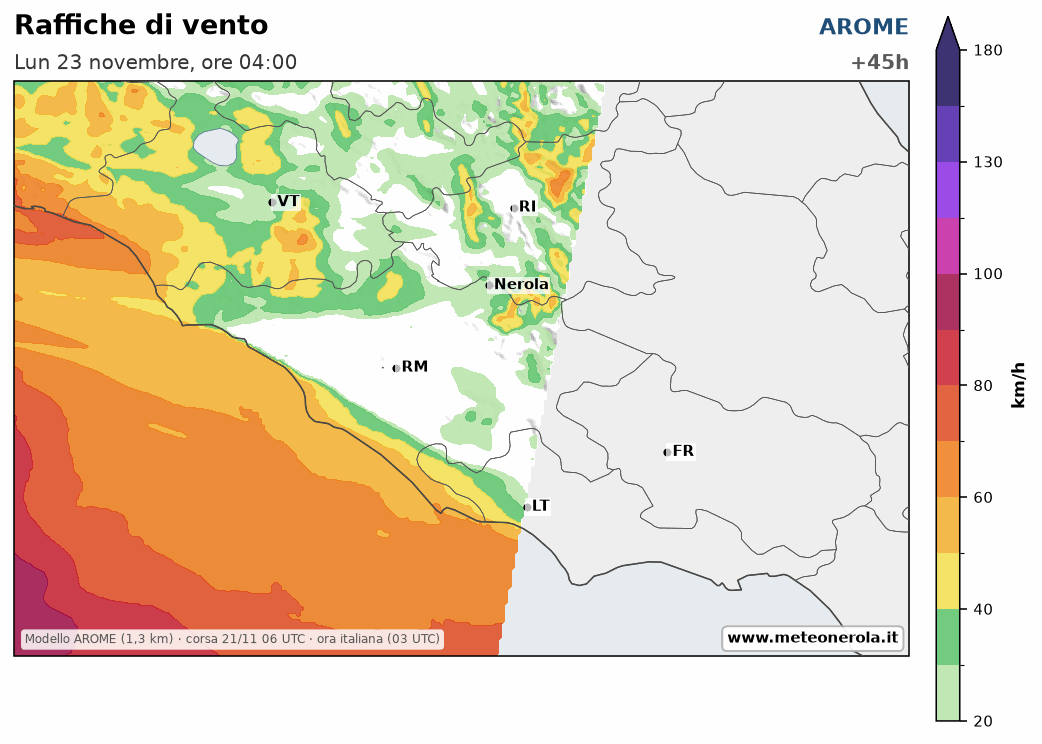 Raffiche di vento
AROME
Lun 23 novembre, ore 04:00
+45h
VT
RI
Nerola
RM
FR
LT
Modello AROME (1,3 km) · corsa 21/11 06 UTC · ora italiana (03 UTC)
www.meteonerola.it
180
130
100
80
60
40
20
km/h